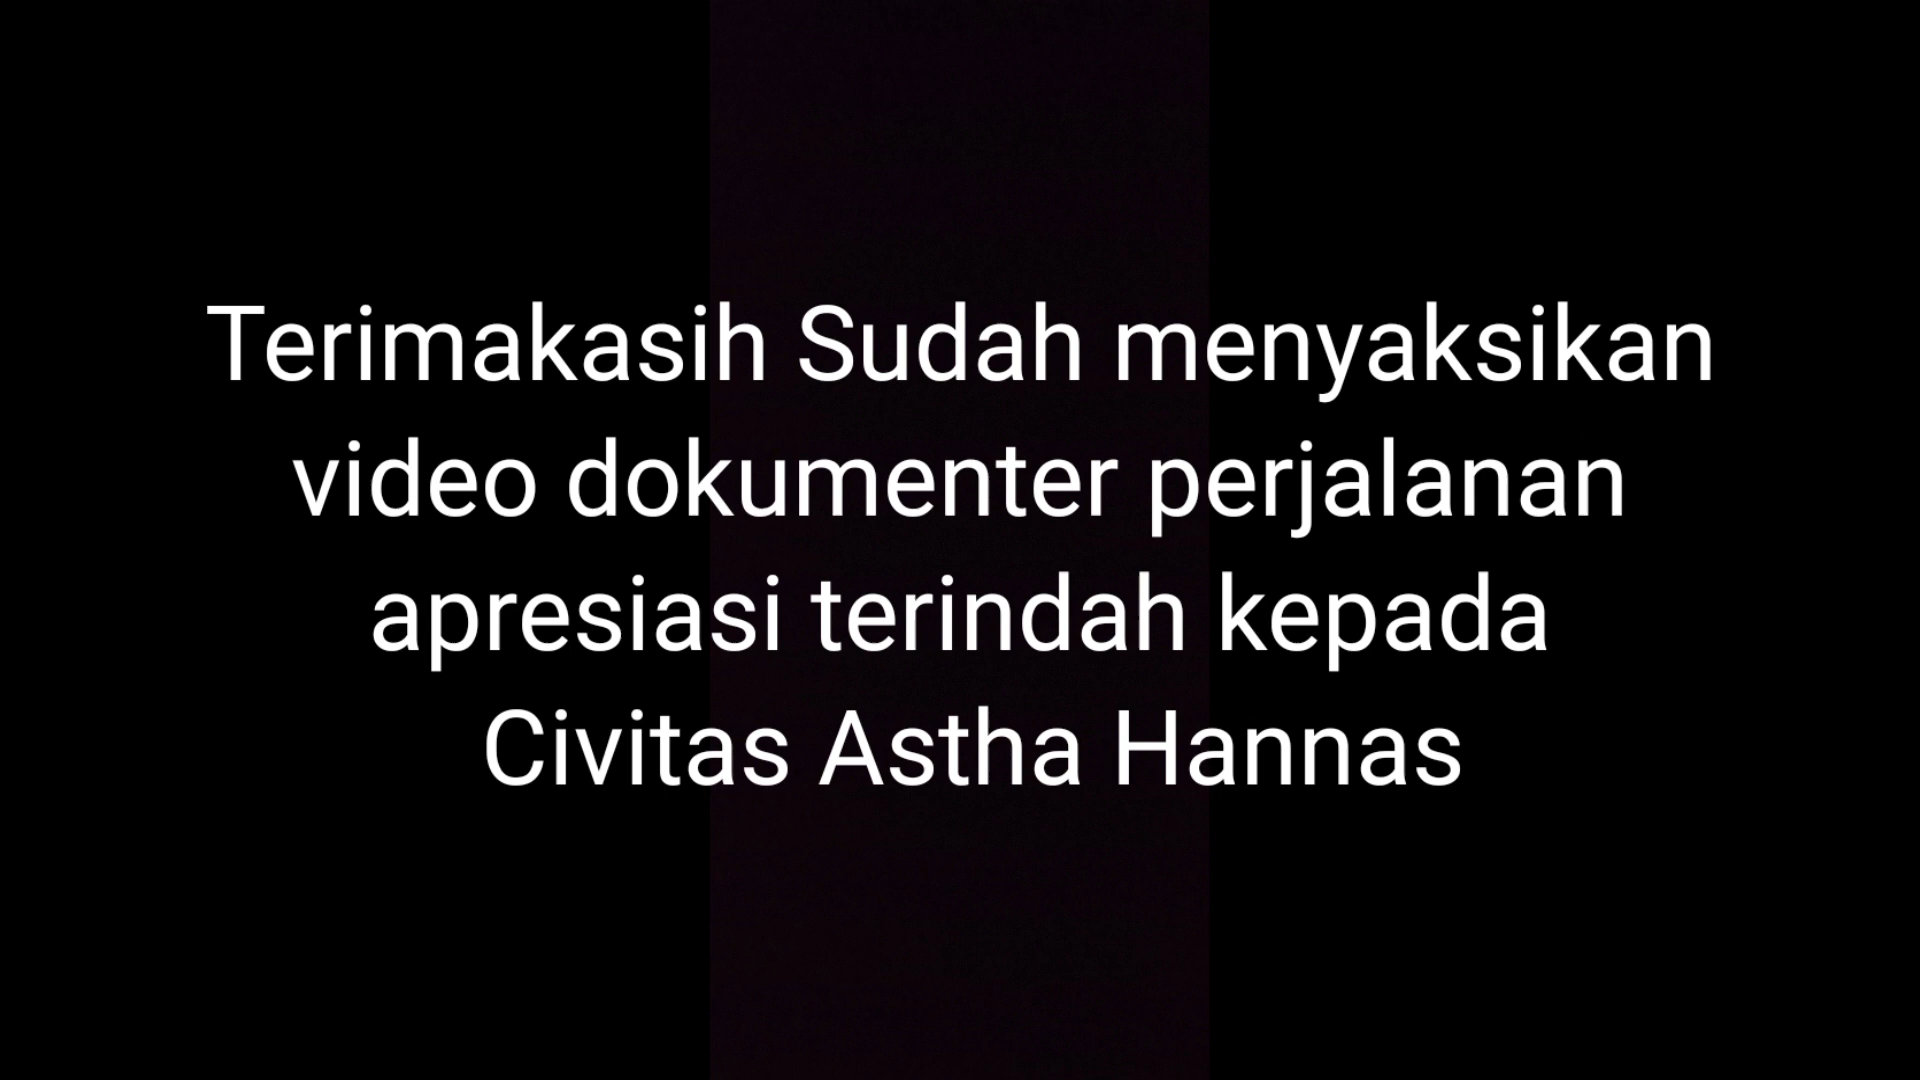 Terimakasih Sudah menyaksikan
video dokumenter perjalanan
apresiasi terindah kepada
Civitas Astha Hannas